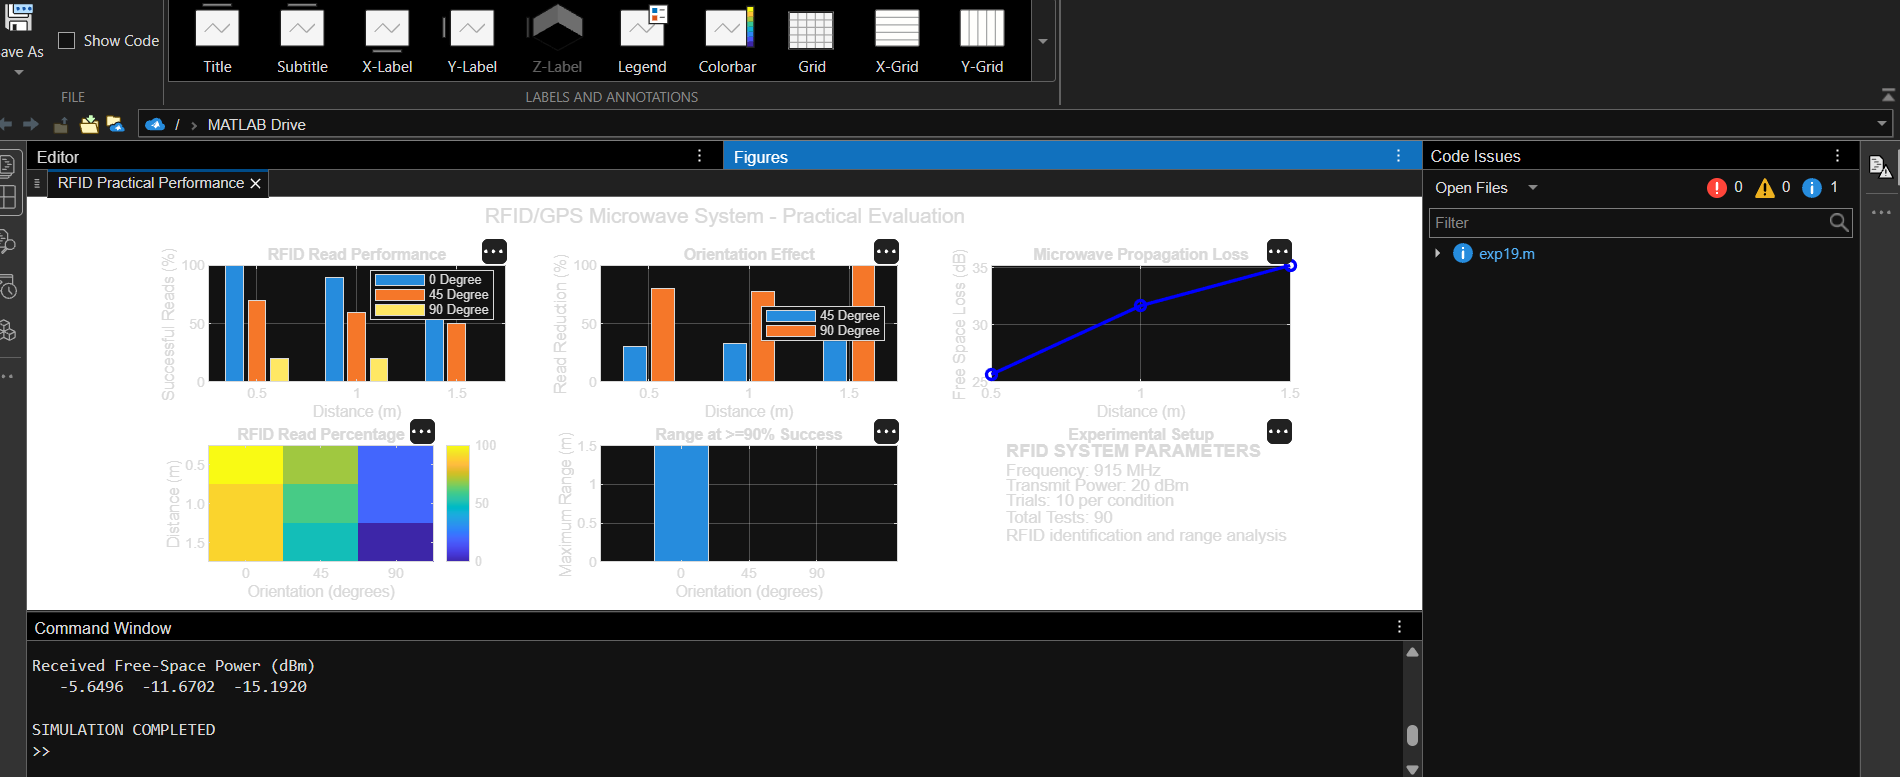 ave As
Show Code
Title
Subtitle
X-Label
Y-Label
Z-Label
Legend
Colorbar
Grid
X-Grid
Y-Grid
FILE
LABELS AND ANNOTATIONS
/ › MATLAB Drive
Editor
Figures
Code Issues
RFID Practical Performance
Open Files
0
0
1
Filter
exp19.m
RFID/GPS Microwave System - Practical Evaluation
RFID Read Performance
Successful Reads (%)
100
50
0
0 Degree
45 Degree
90 Degree
0.5
1
1.5
Distance (m)
Orientation Effect
Read Reduction (%)
100
50
0
45 Degree
90 Degree
0.5
1
1.5
Distance (m)
Microwave Propagation Loss
Free Space Loss (dB)
35
30
25
0.5
1
1.5
Distance (m)
RFID Read Percentage
Distance (m)
0.5
1.0
1.5
0
45
90
Orientation (degrees)
100
50
0
Range at >=90% Success
Maximum Range (m)
1.5
1
0.5
0
0
45
90
Orientation (degrees)
Experimental Setup
RFID SYSTEM PARAMETERS
Frequency: 915 MHz
Transmit Power: 20 dBm
Trials: 10 per condition
Total Tests: 90
RFID identification and range analysis
Command Window
Received Free-Space Power (dBm)
-5.6496 -11.6702 -15.1920
SIMULATION COMPLETED
>>